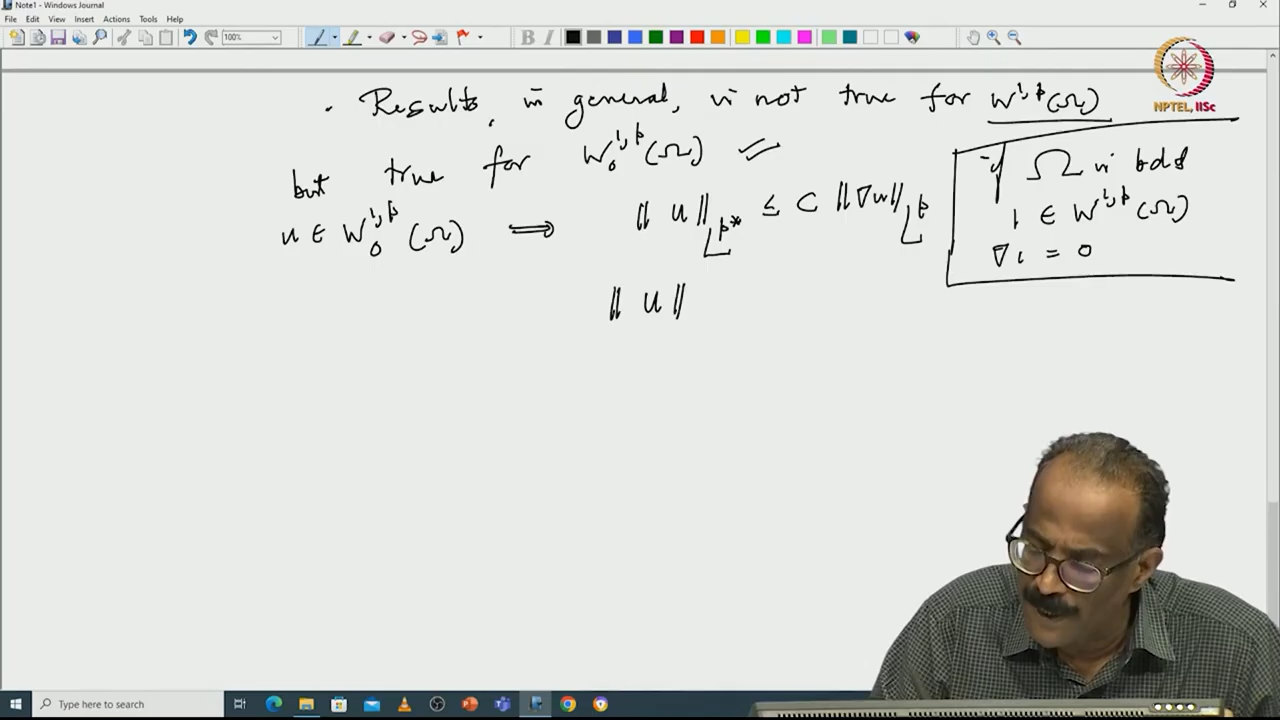 Note1 - Windows Journal
File Edit View Insert Actions Tools Help
100%
B I
NPTEL, IISc
. Results, in general, is not true for W^{1,p}(Ω)
but true for W_0^{1,p}(Ω)
u ∈ W_0^{1,p}(Ω) ⟹ ‖ u ‖_{L^{p*}} ≤ C ‖∇u‖_{L^p}
‖ u ‖
if Ω is bdd
1 ∈ W^{1,p}(Ω)
∇1 = 0
Type here to search